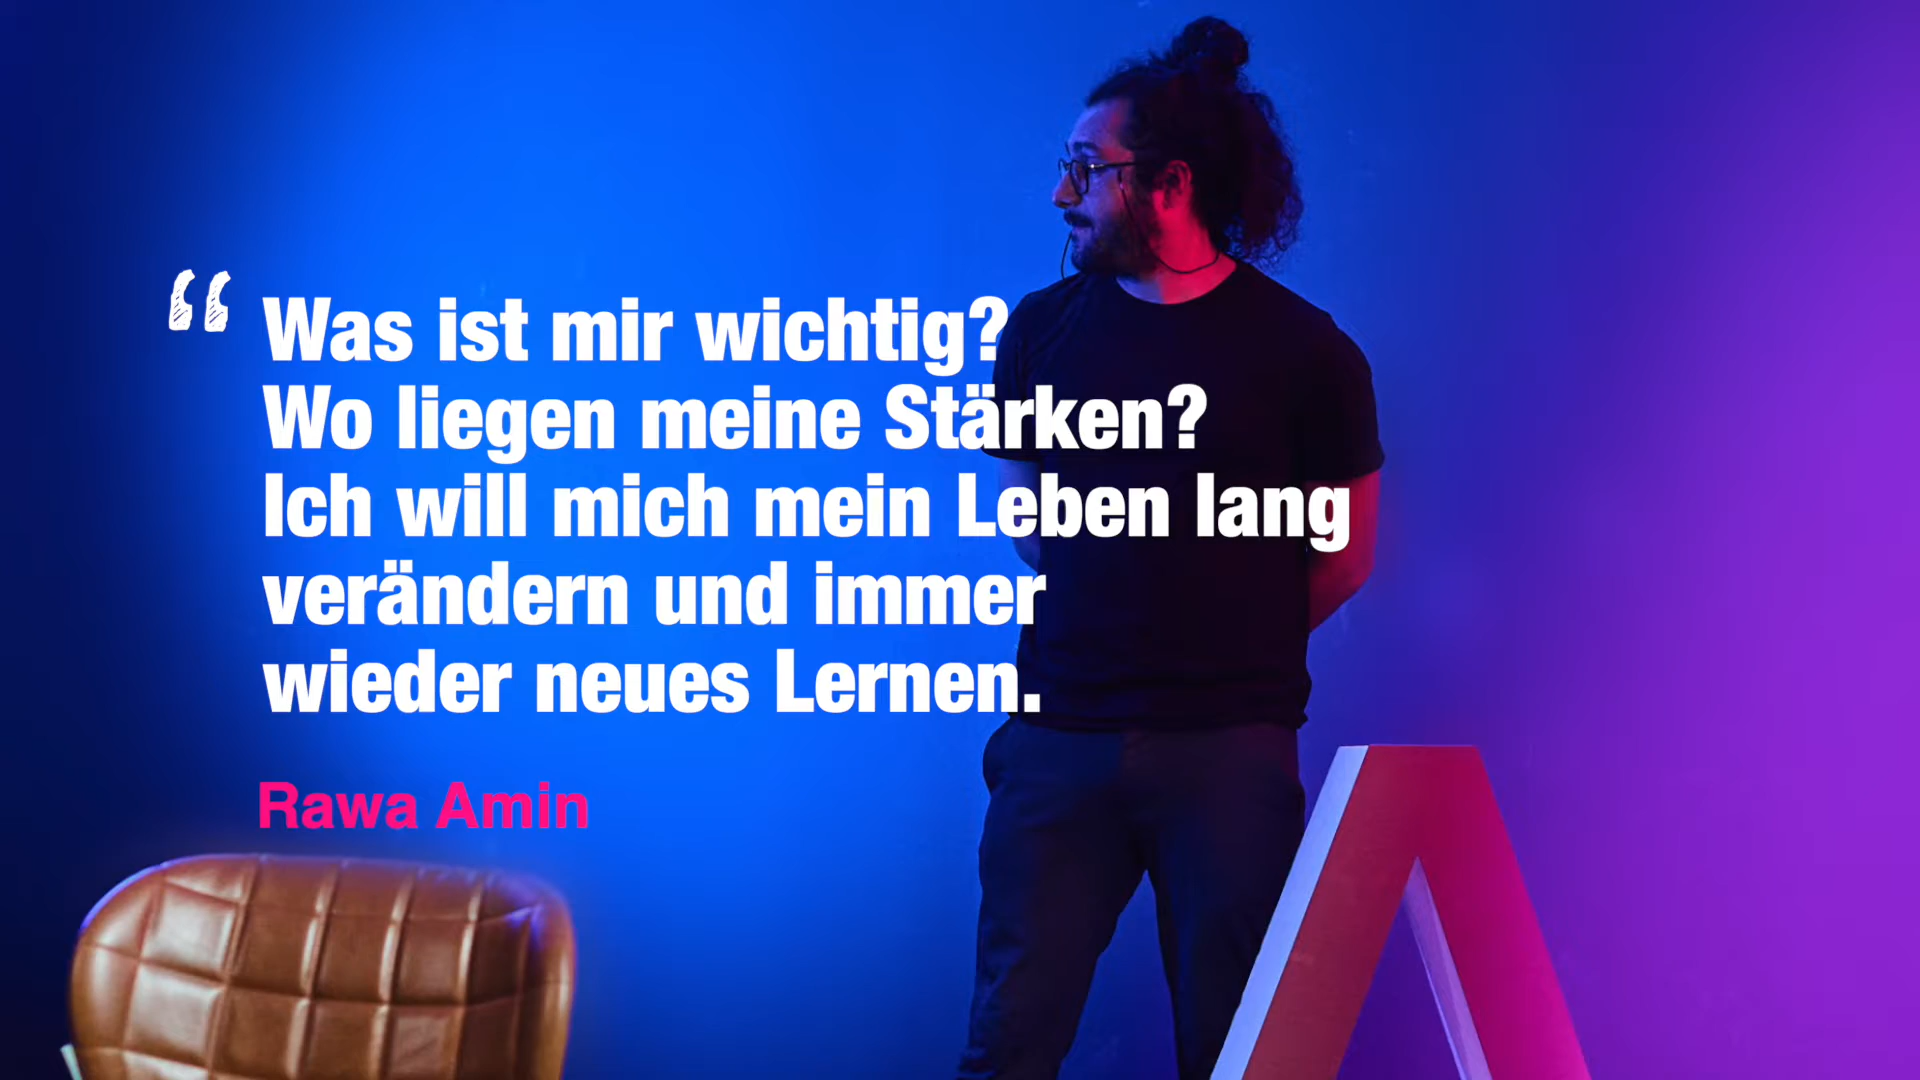 “ Was ist mir wichtig?
Wo liegen meine Stärken?
Ich will mich mein Leben lang
verändern und immer
wieder neues Lernen.
Rawa Amin